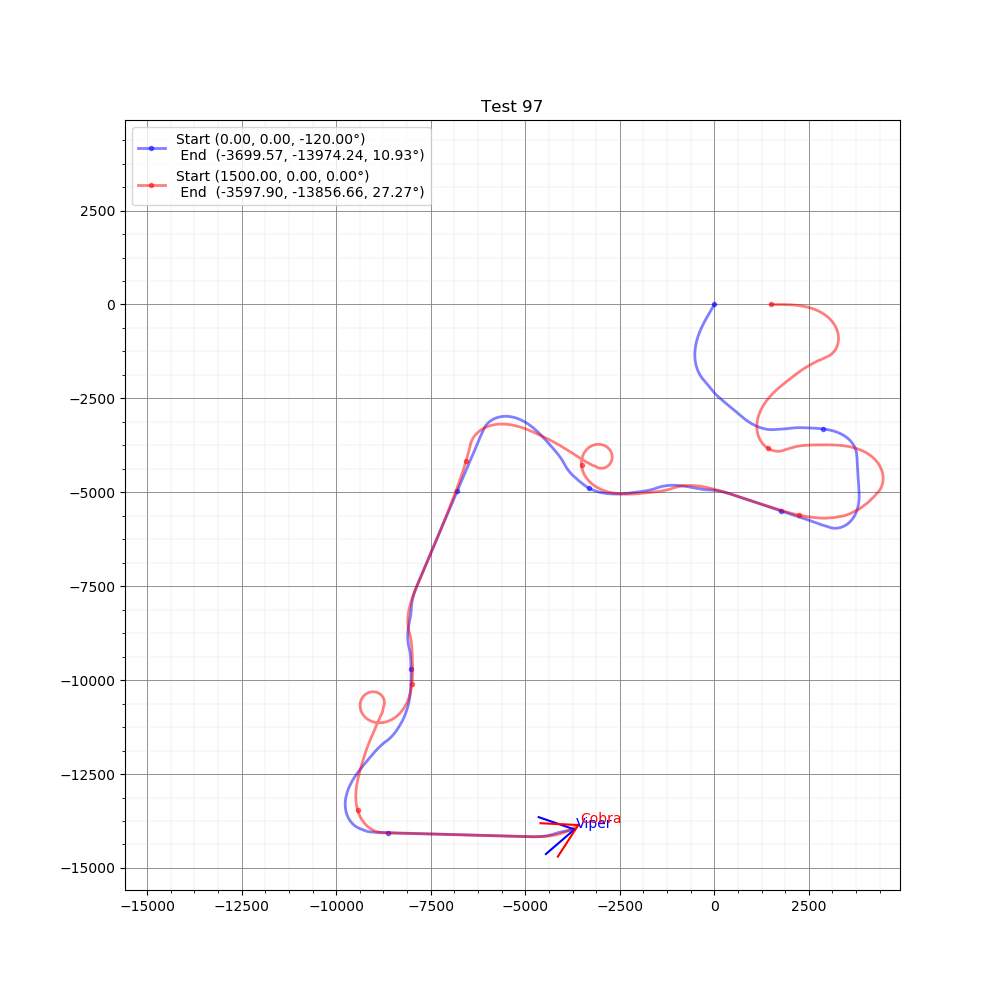 Test 97
Start (0.00, 0.00, -120.00°)
End  (-3699.57, -13974.24, 10.93°)
Start (1500.00, 0.00, 0.00°)
End  (-3597.90, -13856.66, 27.27°)
2500
0
−2500
−5000
−7500
−10000
−12500
−15000
Cobra
Viper
−15000 −12500 −10000 −7500 −5000 −2500 0 2500